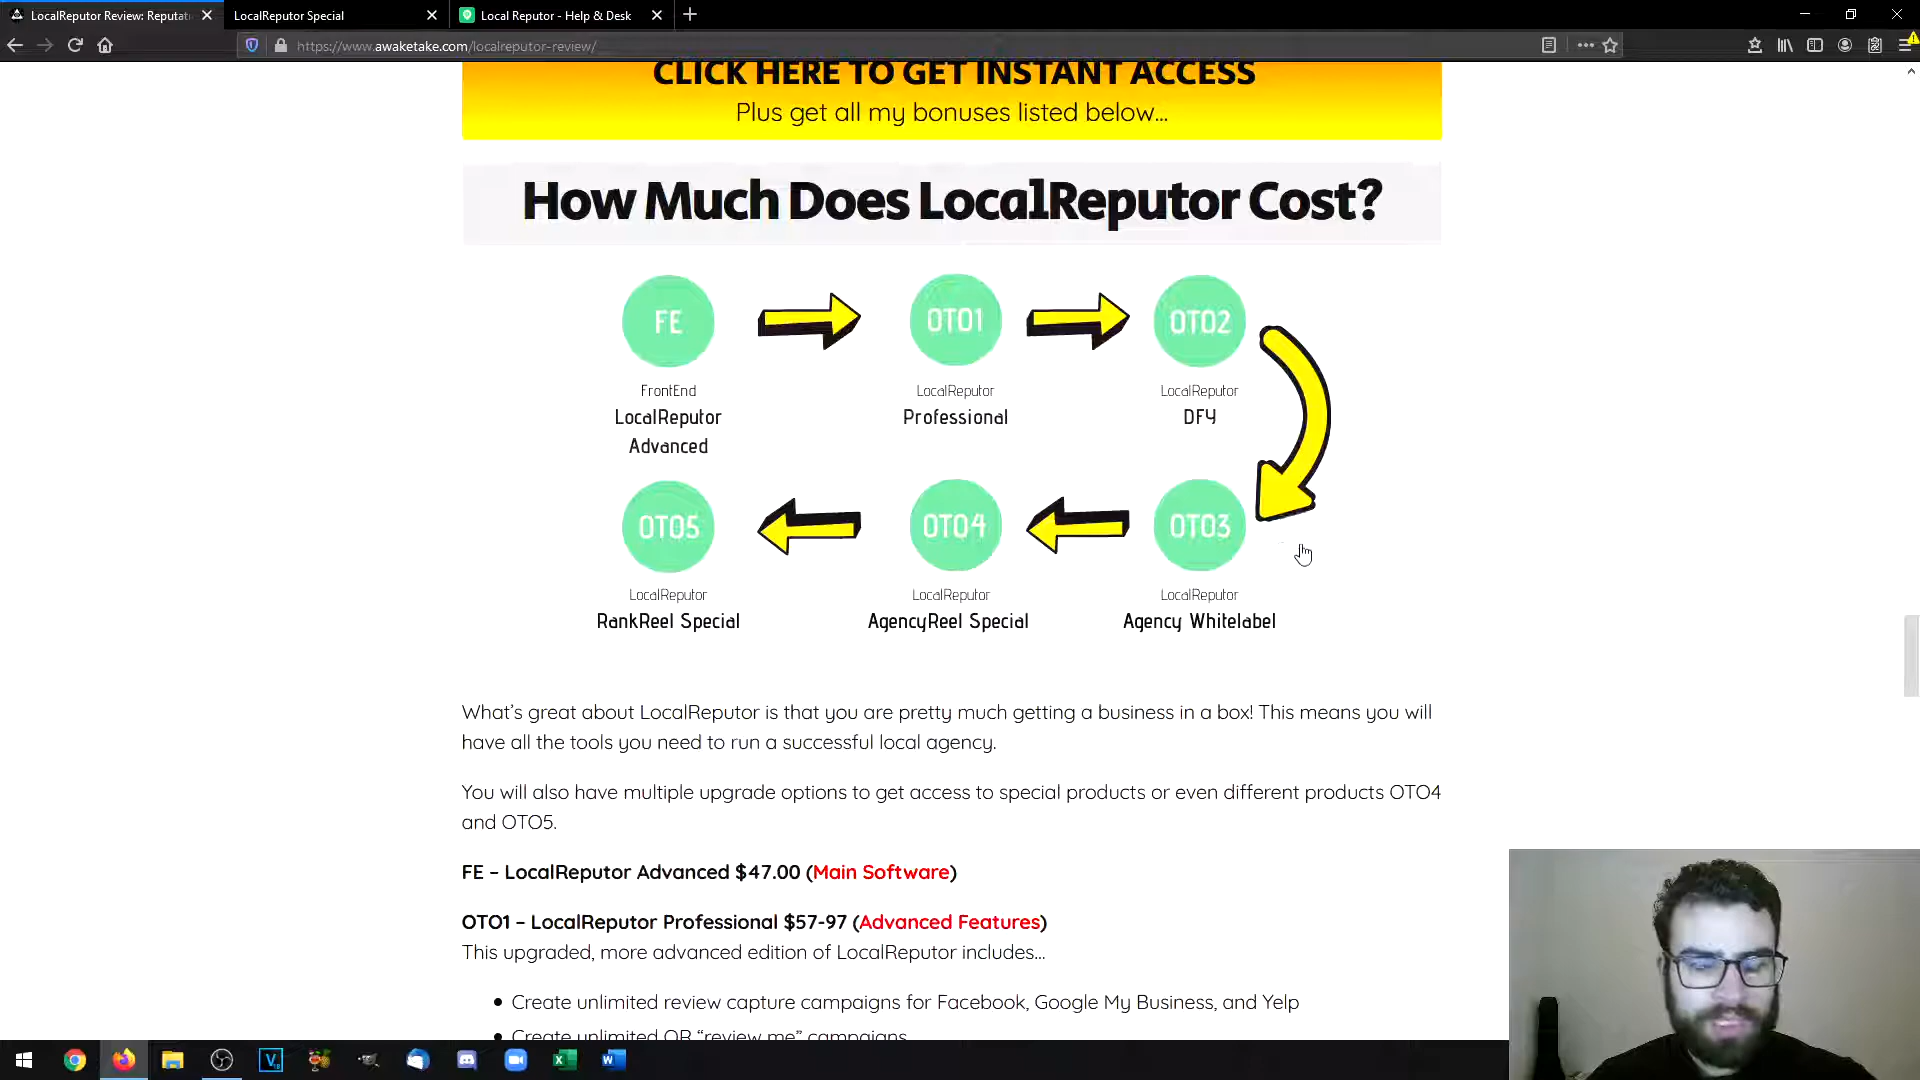 LocalReputor Review: Reputati
LocalReputor Special
Local Reputor - Help & Desk
https://www.awaketake.com/localreputor-review/
CLICK HERE TO GET INSTANT ACCESS
Plus get all my bonuses listed below...
How Much Does LocalReputor Cost?
FE
OTO1
OTO2
FrontEnd
LocalReputor
Advanced
LocalReputor
Professional
LocalReputor
DFY
OTO5
OTO4
OTO3
LocalReputor
RankReel Special
LocalReputor
AgencyReel Special
LocalReputor
Agency Whitelabel
What's great about LocalReputor is that you are pretty much getting a business in a box! This means you will
have all the tools you need to run a successful local agency.
You will also have multiple upgrade options to get access to special products or even different products OTO4
and OTO5.
FE – LocalReputor Advanced $47.00 (Main Software)
OTO1 – LocalReputor Professional $57-97 (Advanced Features)
This upgraded, more advanced edition of LocalReputor includes...
Create unlimited review capture campaigns for Facebook, Google My Business, and Yelp
Create unlimited QR “review me” campaigns